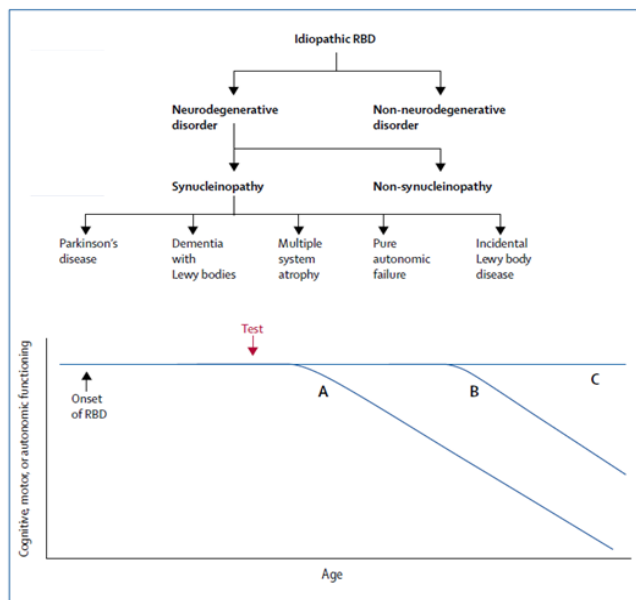 Idiopathic RBD
Neurodegenerative
disorder
Non-neurodegenerative
disorder
Synucleinopathy
Non-synucleinopathy
Parkinson's
disease
Dementia
with
Lewy bodies
Multiple
system
atrophy
Pure
autonomic
failure
Incidental
Lewy body
disease
Cognitive, motor, or autonomic functioning
Test
Onset
of RBD
A
B
C
Age